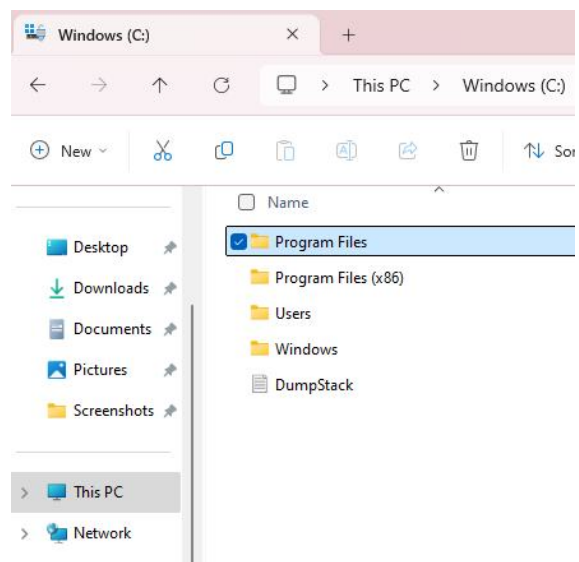 Windows (C:)
This PC > Windows (C:)
New
Sor
Name
Desktop
Downloads
Documents
Pictures
Screenshots
This PC
Network
Program Files
Program Files (x86)
Users
Windows
DumpStack